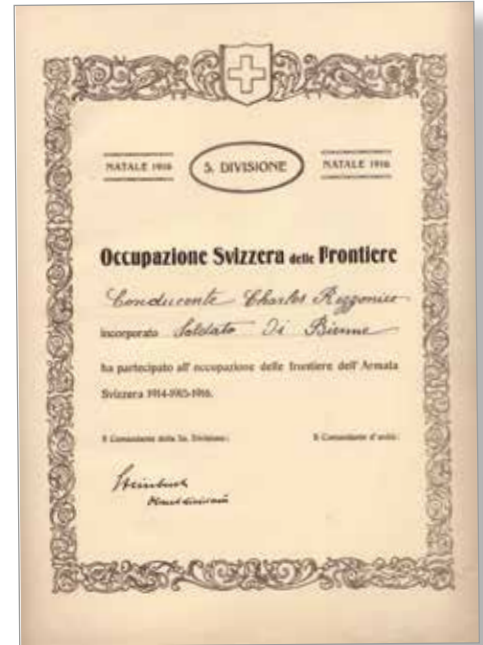 NATALE 1916
5. DIVISIONE
NATALE 1916
Occupazione Svizzera delle Frontiere
Conducente Charles Rezzonico
incorporato Soldato di Bienne
ha partecipato all'occupazione delle frontiere dell'Armata
Svizzera 1914-1915-1916.
Il Comandante della 5a. Divisione:
Il Comandante d'unità: